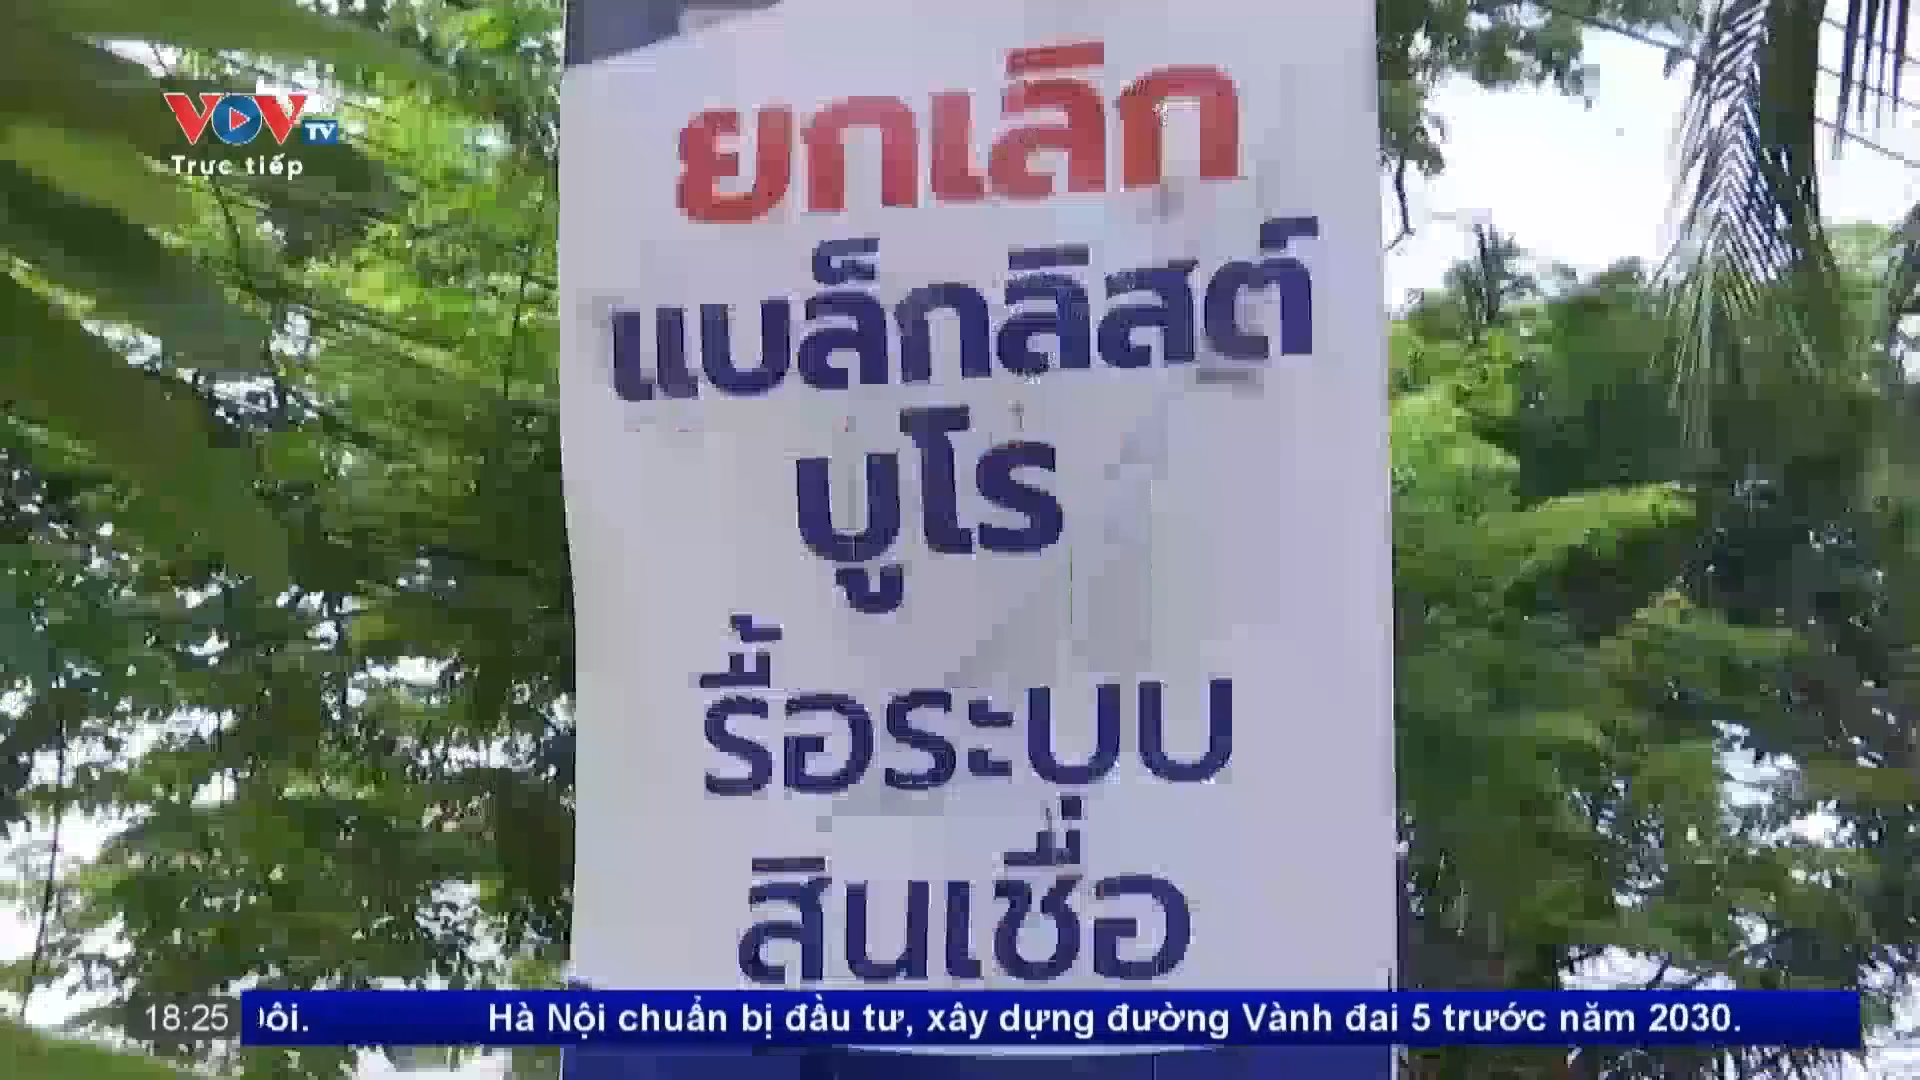 VOV TV
Trực tiếp
ยกเลิก
แบล็กลิสต์
บูโร
รื้อระบบ
สินเชื่อ
18:25
ôi. Hà Nội chuẩn bị đầu tư, xây dựng đường Vành đai 5 trước năm 2030.